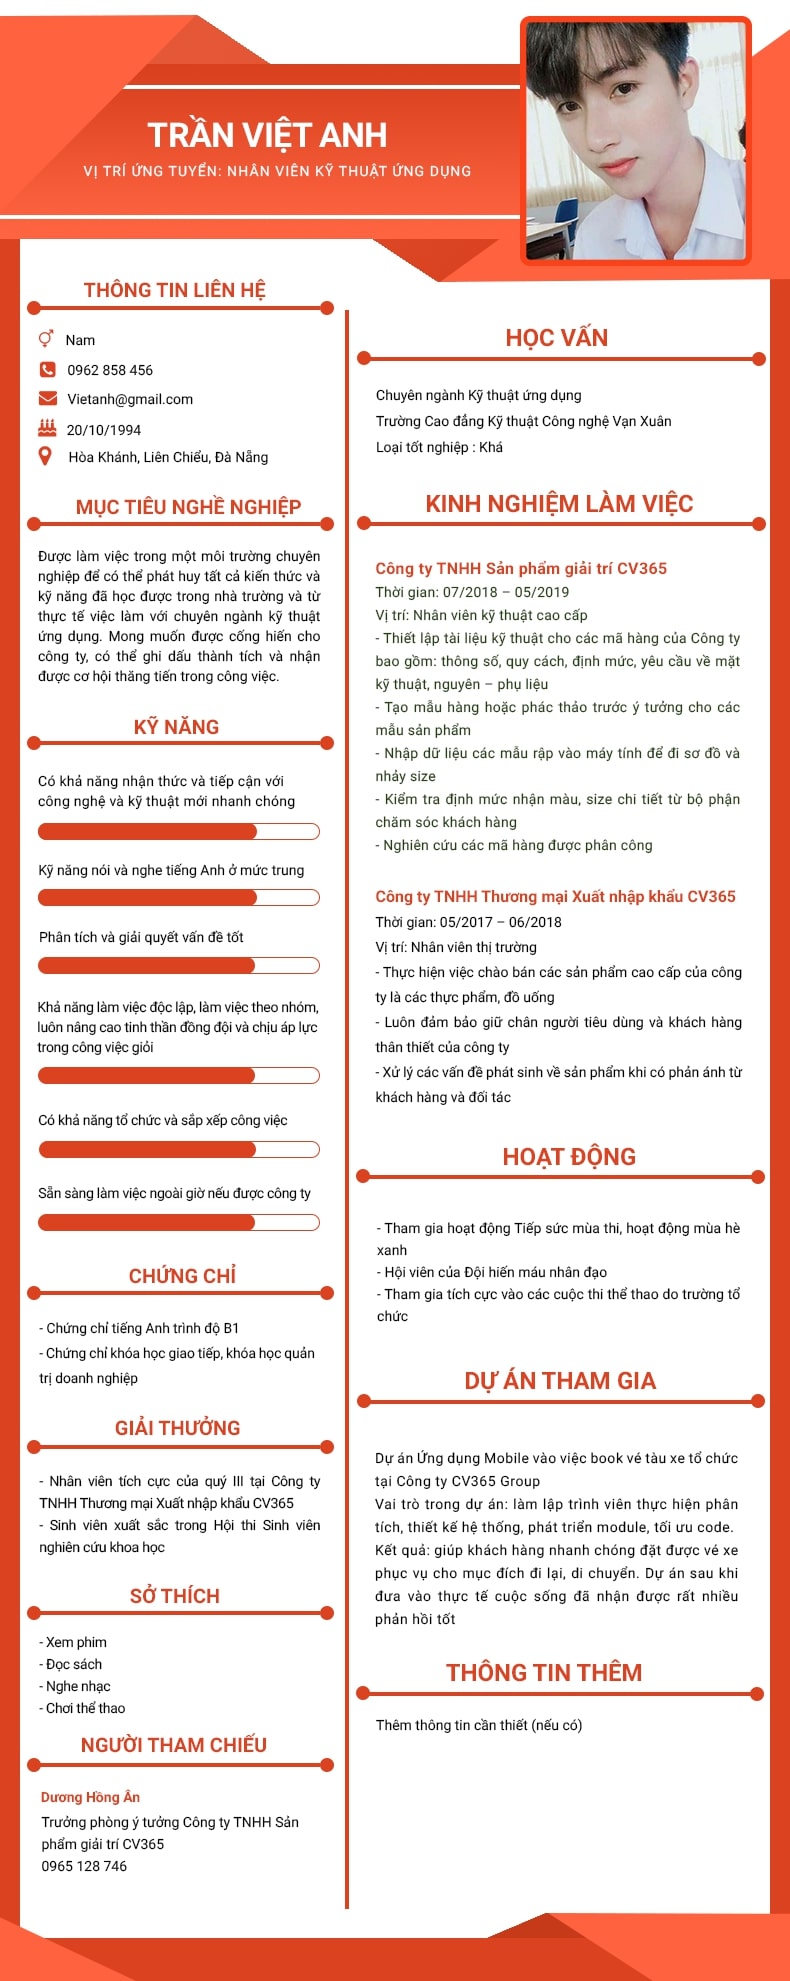 TRẦN VIỆT ANH
VỊ TRÍ ỨNG TUYỂN: NHÂN VIÊN KỸ THUẬT ỨNG DỤNG
THÔNG TIN LIÊN HỆ
Nam
0962 858 456
Vietanh@gmail.com
20/10/1994
Hòa Khánh, Liên Chiểu, Đà Nẵng
MỤC TIÊU NGHỀ NGHIỆP
Được làm việc trong một môi trường chuyên
nghiệp để có thể phát huy tất cả kiến thức và
kỹ năng đã học được trong nhà trường và từ
thực tế việc làm với chuyên ngành kỹ thuật
ứng dụng. Mong muốn được cống hiến cho
công ty, có thể ghi dấu thành tích và nhận
được cơ hội thăng tiến trong công việc.
KỸ NĂNG
Có khả năng nhận thức và tiếp cận với
công nghệ và kỹ thuật mới nhanh chóng
Kỹ năng nói và nghe tiếng Anh ở mức trung
Phân tích và giải quyết vấn đề tốt
Khả năng làm việc độc lập, làm việc theo nhóm,
luôn nâng cao tinh thần đồng đội và chịu áp lực
trong công việc giỏi
Có khả năng tổ chức và sắp xếp công việc
Sẵn sàng làm việc ngoài giờ nếu được công ty
CHỨNG CHỈ
- Chứng chỉ tiếng Anh trình độ B1
- Chứng chỉ khóa học giao tiếp, khóa học quản
trị doanh nghiệp
GIẢI THƯỞNG
- Nhân viên tích cực của quý III tại Công ty
TNHH Thương mại Xuất nhập khẩu CV365
- Sinh viên xuất sắc trong Hội thi Sinh viên
nghiên cứu khoa học
SỞ THÍCH
- Xem phim
- Đọc sách
- Nghe nhạc
- Chơi thể thao
NGƯỜI THAM CHIẾU
Dương Hồng Ân
Trưởng phòng ý tưởng Công ty TNHH Sản
phẩm giải trí CV365
0965 128 746
HỌC VẤN
Chuyên ngành Kỹ thuật ứng dụng
Trường Cao đẳng Kỹ thuật Công nghệ Vạn Xuân
Loại tốt nghiệp : Khá
KINH NGHIỆM LÀM VIỆC
Công ty TNHH Sản phẩm giải trí CV365
Thời gian: 07/2018 – 05/2019
Vị trí: Nhân viên kỹ thuật cao cấp
- Thiết lập tài liệu kỹ thuật cho các mã hàng của Công ty
bao gồm: thông số, quy cách, định mức, yêu cầu về mặt
kỹ thuật, nguyên – phụ liệu
- Tạo mẫu hàng hoặc phác thảo trước ý tưởng cho các
mẫu sản phẩm
- Nhập dữ liệu các mẫu rập vào máy tính để đi sơ đồ và
nhảy size
- Kiểm tra định mức nhận màu, size chi tiết từ bộ phận
chăm sóc khách hàng
- Nghiên cứu các mã hàng được phân công
Công ty TNHH Thương mại Xuất nhập khẩu CV365
Thời gian: 05/2017 – 06/2018
Vị trí: Nhân viên thị trường
- Thực hiện việc chào bán các sản phẩm cao cấp của công
ty là các thực phẩm, đồ uống
- Luôn đảm bảo giữ chân người tiêu dùng và khách hàng
thân thiết của công ty
- Xử lý các vấn đề phát sinh về sản phẩm khi có phản ánh từ
khách hàng và đối tác
HOẠT ĐỘNG
- Tham gia hoạt động Tiếp sức mùa thi, hoạt động mùa hè
xanh
- Hội viên của Đội hiến máu nhân đạo
- Tham gia tích cực vào các cuộc thi thể thao do trường tổ
chức
DỰ ÁN THAM GIA
Dự án Ứng dụng Mobile vào việc book vé tàu xe tổ chức
tại Công ty CV365 Group
Vai trò trong dự án: làm lập trình viên thực hiện phân
tích, thiết kế hệ thống, phát triển module, tối ưu code.
Kết quả: giúp khách hàng nhanh chóng đặt được vé xe
phục vụ cho mục đích đi lại, di chuyển. Dự án sau khi
đưa vào thực tế cuộc sống đã nhận được rất nhiều
phản hồi tốt
THÔNG TIN THÊM
Thêm thông tin cần thiết (nếu có)